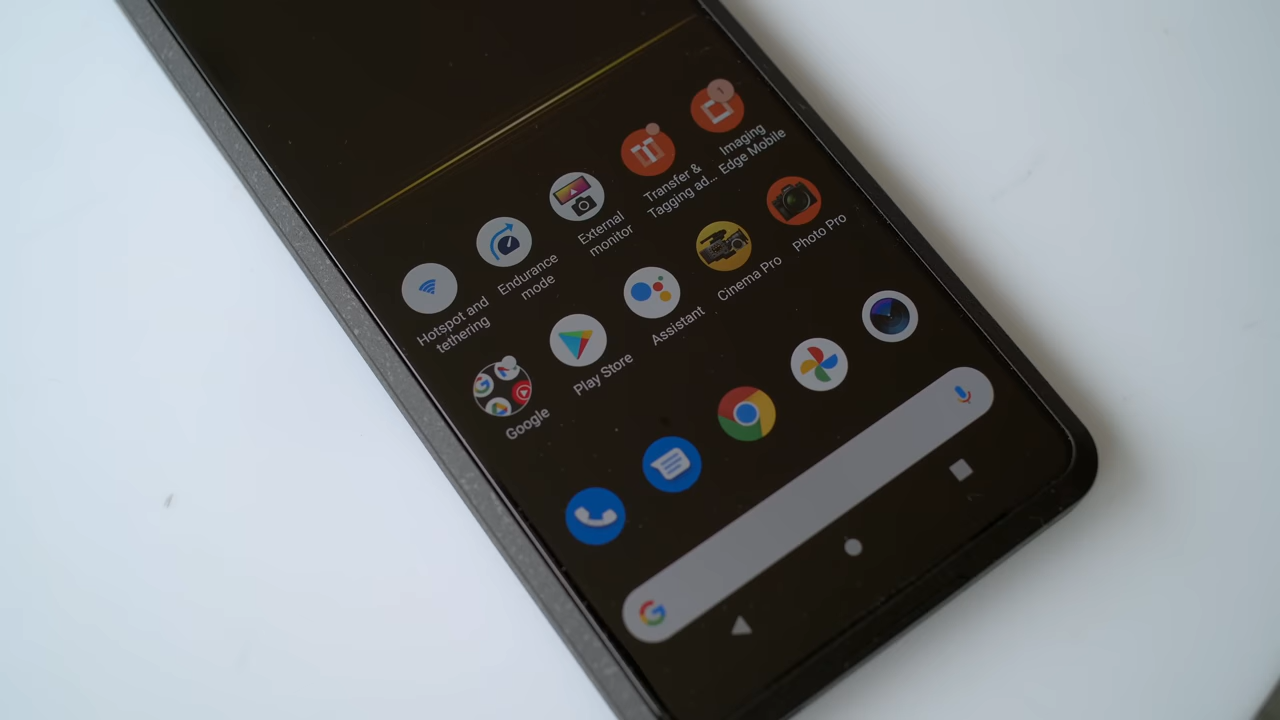 Hotspot and
tethering
Endurance
mode
External
monitor
Transfer &
Tagging ad...
1
Imaging
Edge Mobile
Google
Play Store
Assistant
Cinema Pro
Photo Pro